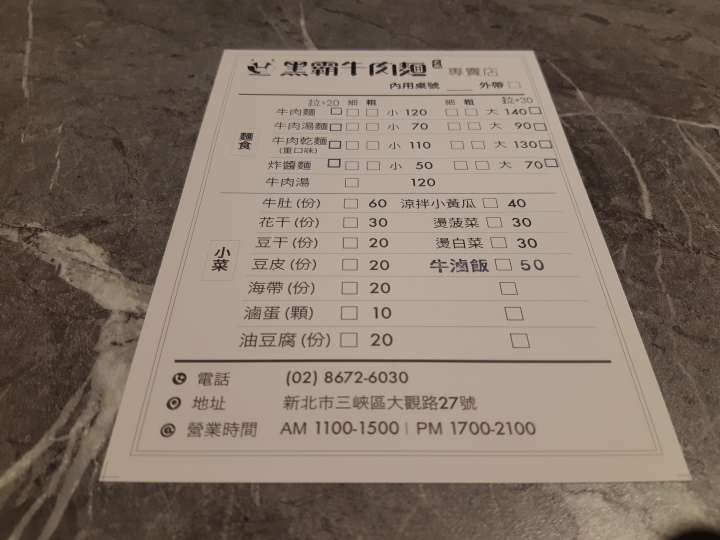 黑霸牛肉麵 專賣店
內用桌號____ 外帶□
拉+20 細 粗 細 粗 拉+30
麵食
牛肉麵 □ □ □ 小 120 □ □ 大 140 □
牛肉湯麵 □ □ □ 小 70 □ □ 大 90 □
牛肉乾麵 □ □ □ 小 110 □ □ 大 130 □
(重口味)
炸醬麵 □ □ □ 小 50 □ □ 大 70 □
牛肉湯 □ 120
小菜
牛肚(份) □ 60 涼拌小黃瓜 □ 40
花干(份) □ 30 燙菠菜 □ 30
豆干(份) □ 20 燙白菜 □ 30
豆皮(份) □ 20 牛滷飯 □ 50
海帶(份) □ 20 □
滷蛋(顆) □ 10 □
油豆腐(份) □ 20 □
電話 (02) 8672-6030
地址 新北市三峽區大觀路27號
營業時間 AM 1100-1500 | PM 1700-2100